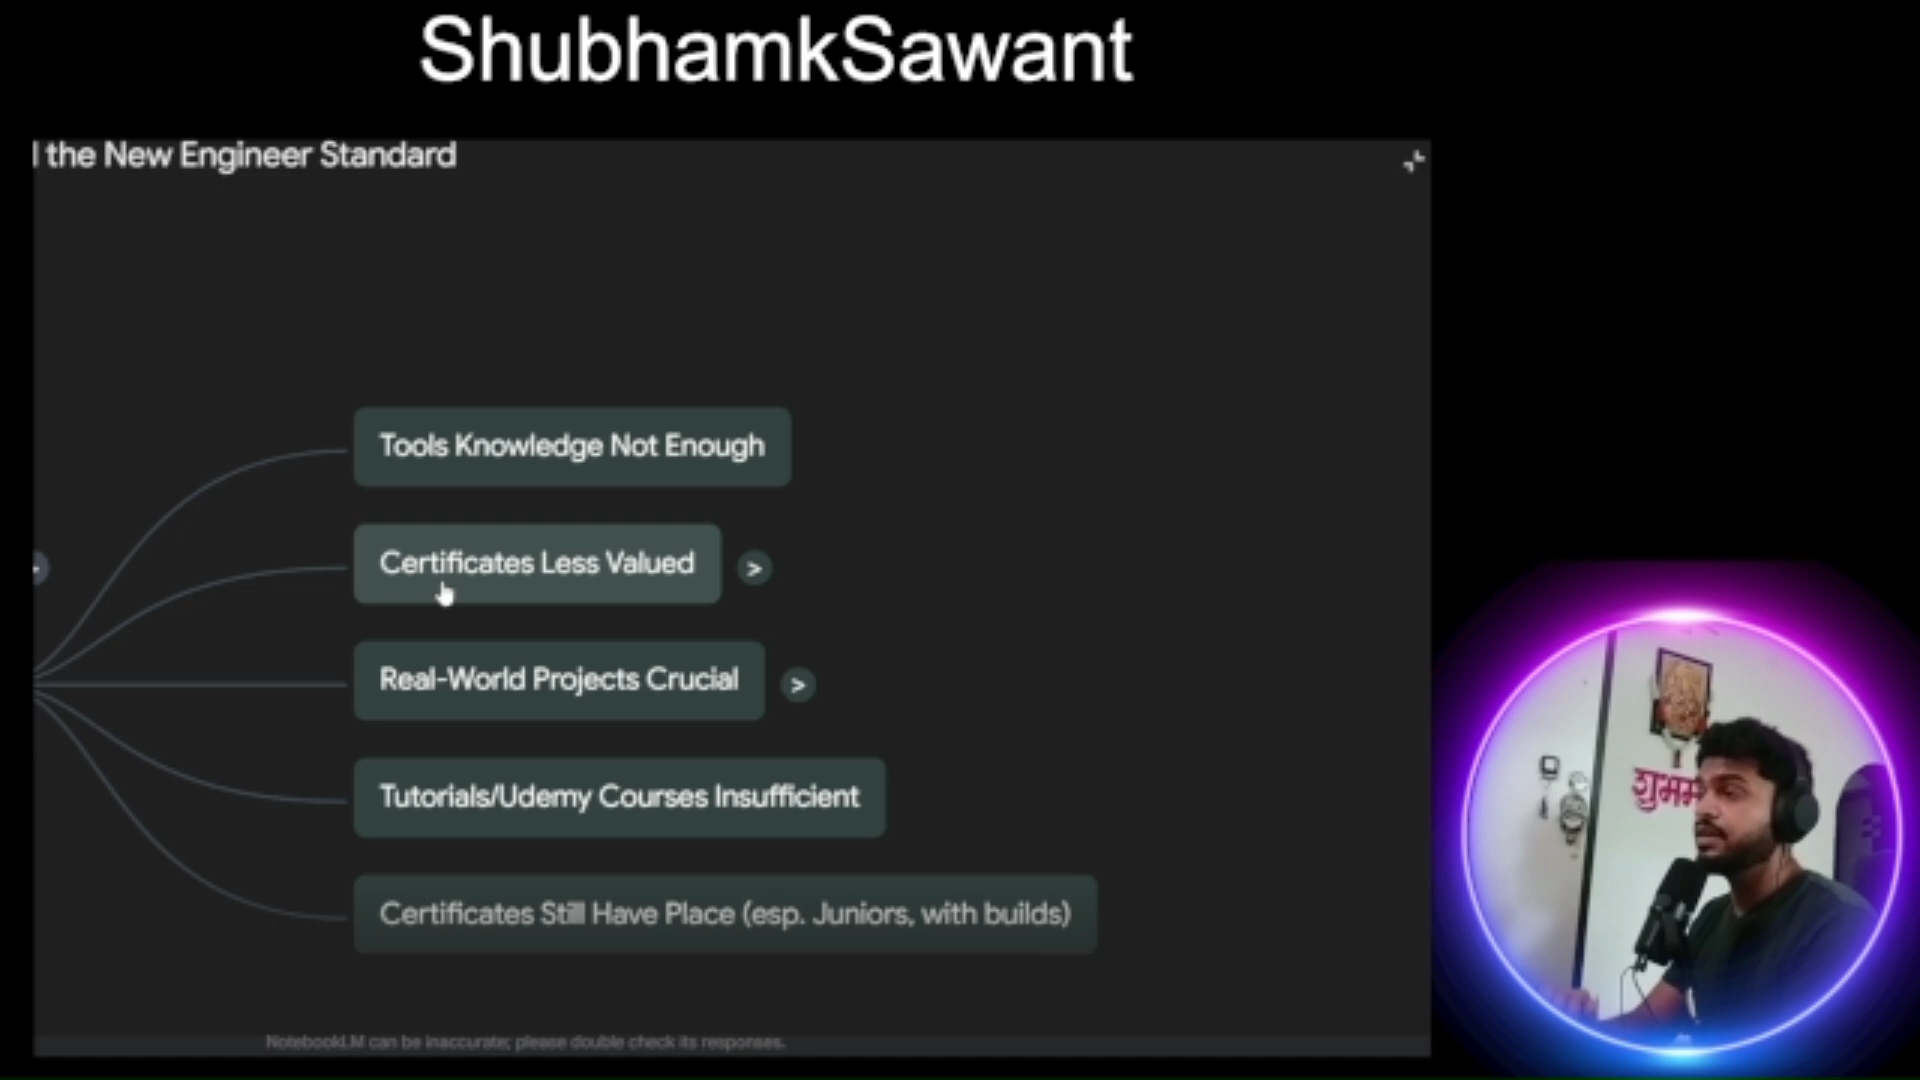 ShubhamkSawant
the New Engineer Standard
Tools Knowledge Not Enough
Certificates Less Valued
>
Real-World Projects Crucial
>
Tutorials/Udemy Courses Insufficient
Certificates Still Have Place (esp. Juniors, with builds)
NotebookLM can be inaccurate; please double check its responses.